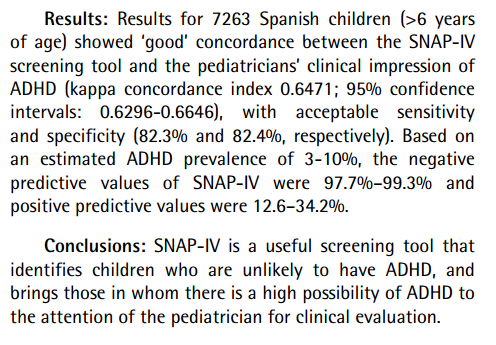 Results: Results for 7263 Spanish children (>6 years
of age) showed ‘good’ concordance between the SNAP-IV
screening tool and the pediatricians’ clinical impression of
ADHD (kappa concordance index 0.6471; 95% confidence
intervals: 0.6296-0.6646), with acceptable sensitivity
and specificity (82.3% and 82.4%, respectively). Based on
an estimated ADHD prevalence of 3-10%, the negative
predictive values of SNAP-IV were 97.7%–99.3% and
positive predictive values were 12.6–34.2%.
Conclusions: SNAP-IV is a useful screening tool that
identifies children who are unlikely to have ADHD, and
brings those in whom there is a high possibility of ADHD to
the attention of the pediatrician for clinical evaluation.